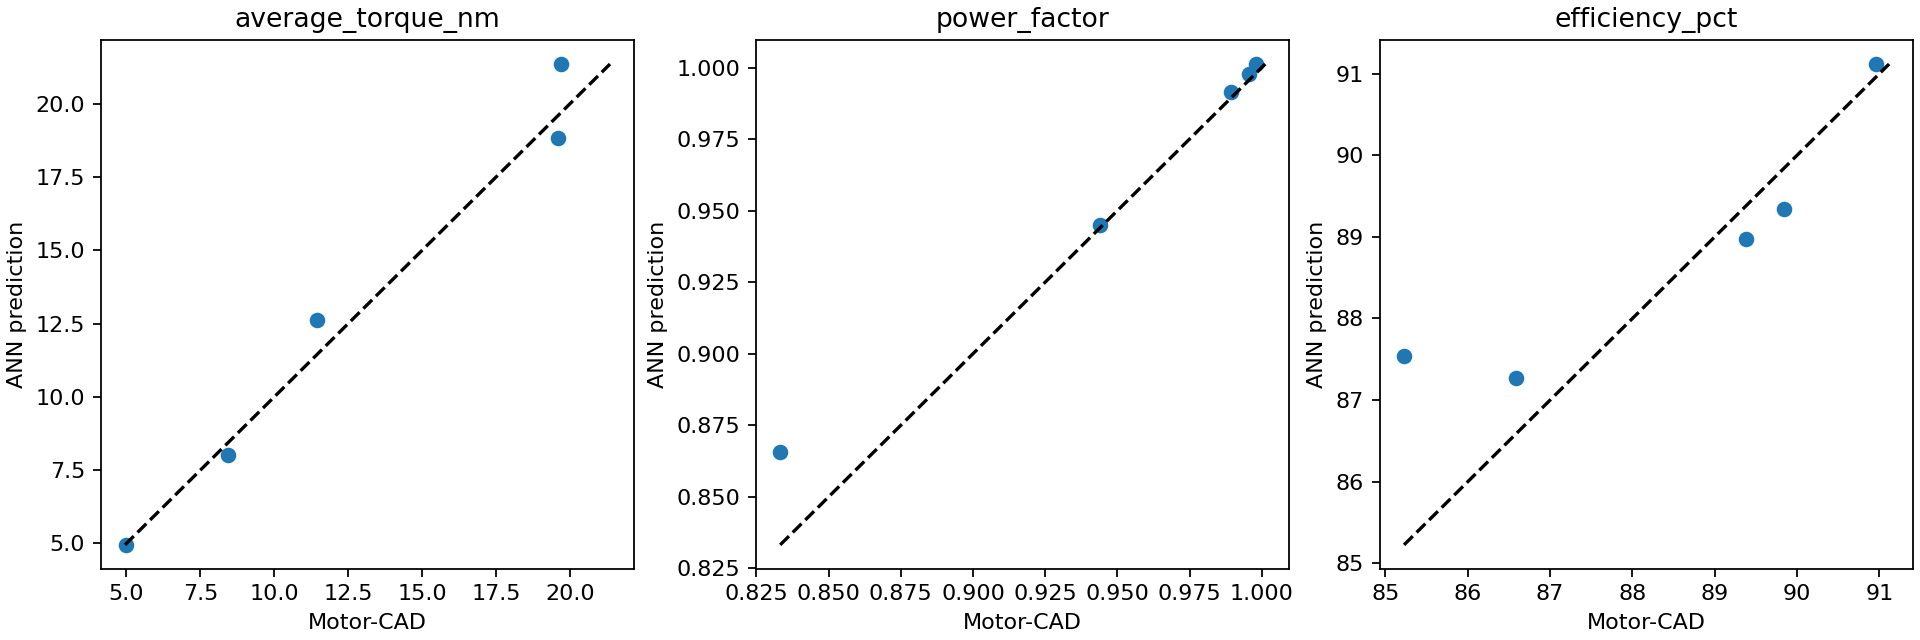 average_torque_nm
20.0
17.5
15.0
12.5
10.0
7.5
5.0
ANN prediction
5.0 7.5 10.0 12.5 15.0 17.5 20.0
Motor-CAD
power_factor
1.000
0.975
0.950
0.925
0.900
0.875
0.850
0.825
ANN prediction
0.825 0.850 0.875 0.900 0.925 0.950 0.975 1.000
Motor-CAD
efficiency_pct
91
90
89
88
87
86
85
ANN prediction
85 86 87 88 89 90 91
Motor-CAD